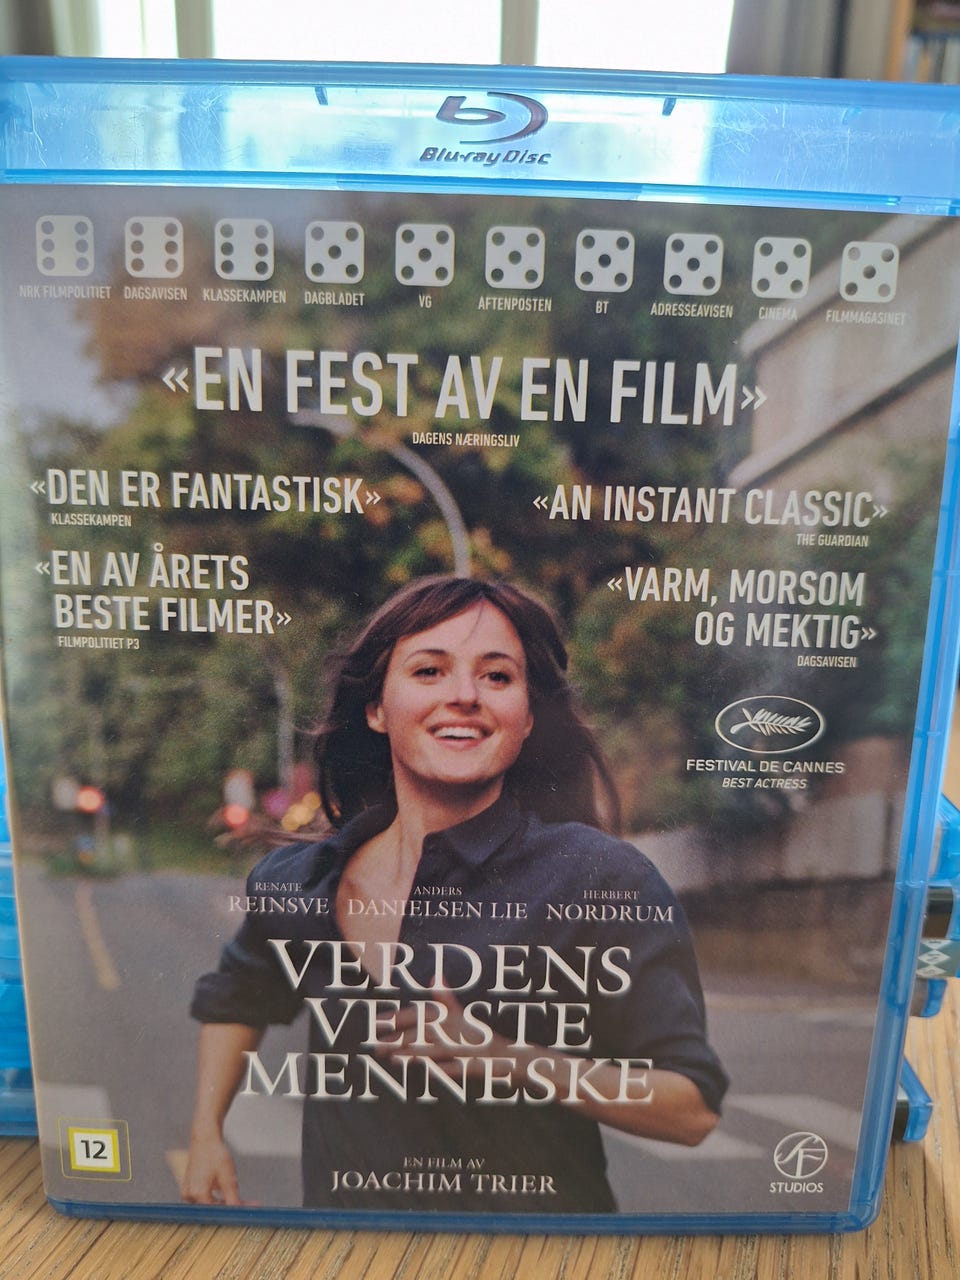 Blu-ray Disc
NRK FILMPOLITIET DAGSAVISEN KLASSEKAMPEN DAGBLADET VG AFTENPOSTEN BT ADRESSEAVISEN CINEMA FILMMAGASINET
«EN FEST AV EN FILM»
DAGENS NÆRINGSLIV
«DEN ER FANTASTISK»
KLASSEKAMPEN
«AN INSTANT CLASSIC»
THE GUARDIAN
«EN AV ÅRETS
BESTE FILMER»
FILMPOLITIET P3
«VARM, MORSOM
OG MEKTIG»
DAGSAVISEN
FESTIVAL DE CANNES
BEST ACTRESS
RENATE
REINSVE
ANDERS
DANIELSEN LIE
HERBERT
NORDRUM
VERDENS
VERSTE
MENNESKE
EN FILM AV
JOACHIM TRIER
12
SF
STUDIOS